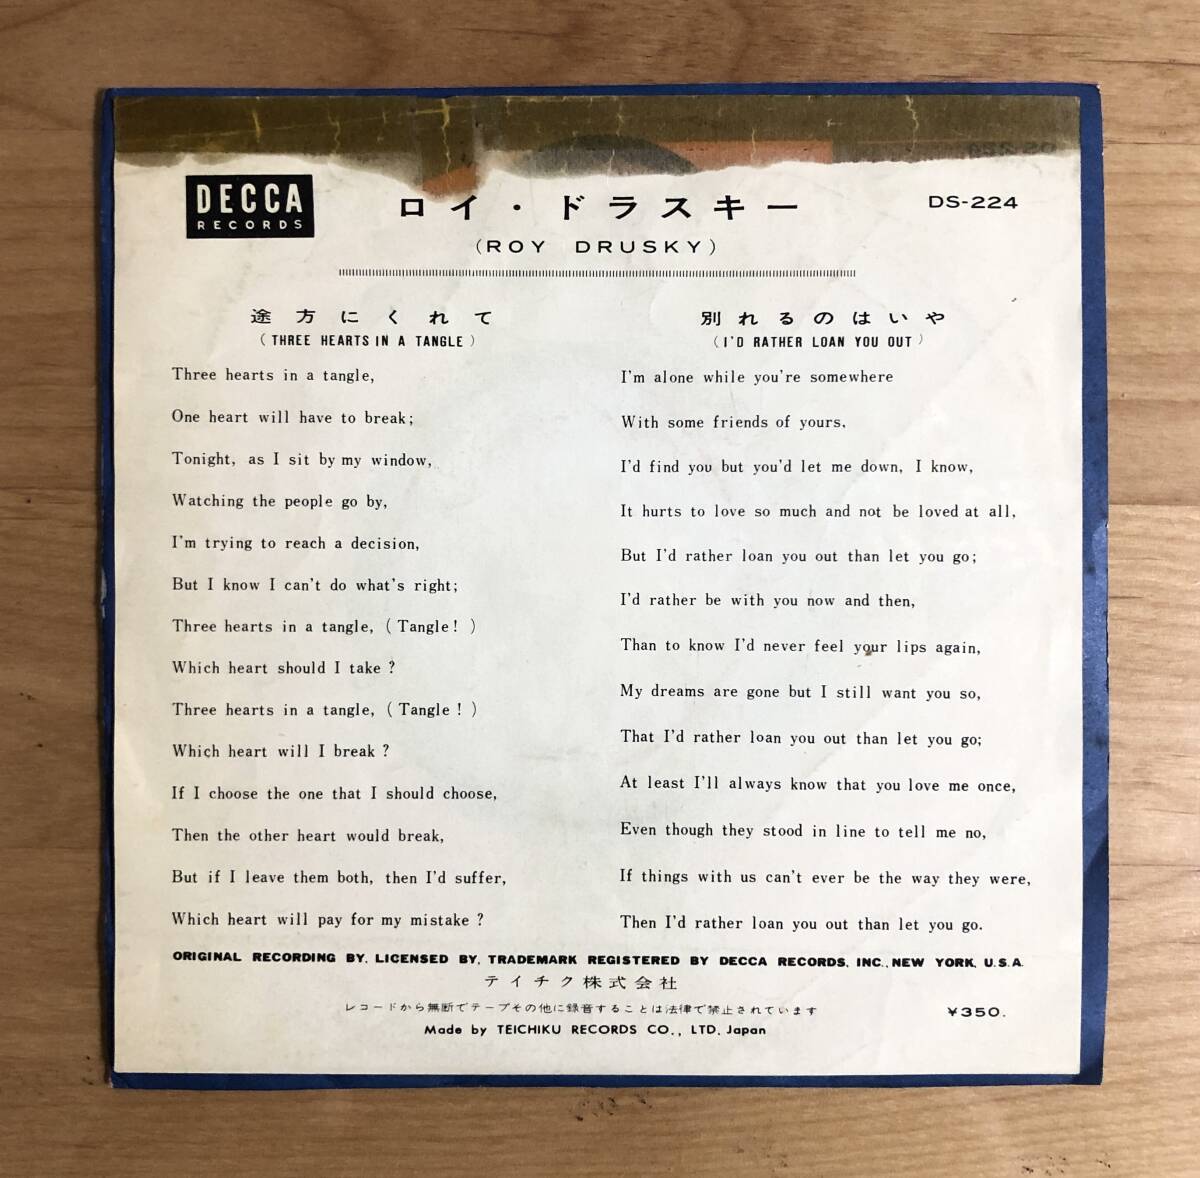 DECCA
RECORDS
ロイ・ドラスキー
DS-224
(ROY DRUSKY)
途方にくれて
(THREE HEARTS IN A TANGLE)
Three hearts in a tangle,
One heart will have to break;
Tonight, as I sit by my window,
Watching the people go by,
I'm trying to reach a decision,
But I know I can't do what's right;
Three hearts in a tangle, (Tangle!)
Which heart should I take?
Three hearts in a tangle, (Tangle!)
Which heart will I break?
If I choose the one that I should choose,
Then the other heart would break,
But if I leave them both, then I'd suffer,
Which heart will pay for my mistake?
別れるのはいや
(I'D RATHER LOAN YOU OUT)
I'm alone while you're somewhere
With some friends of yours,
I'd find you but you'd let me down, I know,
It hurts to love so much and not be loved at all,
But I'd rather loan you out than let you go;
I'd rather be with you now and then,
Than to know I'd never feel your lips again,
My dreams are gone but I still want you so,
That I'd rather loan you out than let you go;
At least I'll always know that you love me once,
Even though they stood in line to tell me no,
If things with us can't ever be the way they were,
Then I'd rather loan you out than let you go.
ORIGINAL RECORDING BY, LICENSED BY, TRADEMARK REGISTERED BY DECCA RECORDS, INC., NEW YORK, U.S.A.
テイチク株式会社
レコードから無断でテープその他に録音することは法律で禁止されています
¥350.
Made by TEICHIKU RECORDS CO., LTD. Japan